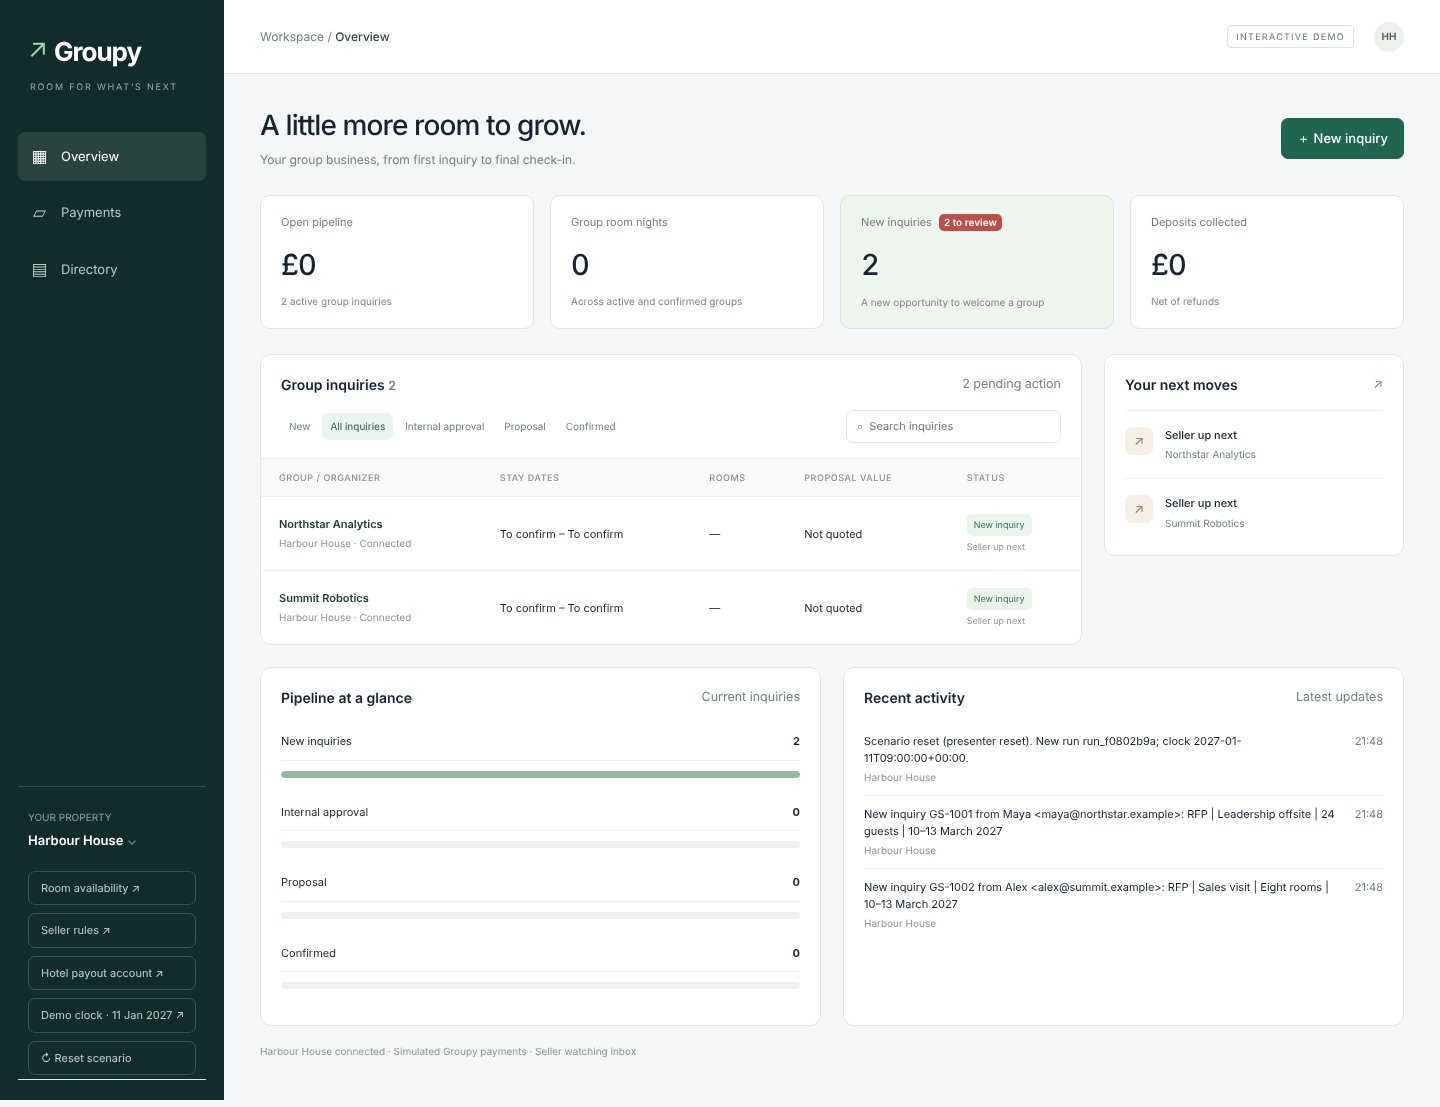 Groupy
ROOM FOR WHAT'S NEXT
Overview
Payments
Directory
YOUR PROPERTY
Harbour House
Room availability ↗
Seller rules ↗
Hotel payout account ↗
Demo clock · 11 Jan 2027 ↗
↻ Reset scenario
Workspace / Overview
INTERACTIVE DEMO
HH
A little more room to grow.
Your group business, from first inquiry to final check-in.
+ New inquiry
Open pipeline
£0
2 active group inquiries
Group room nights
0
Across active and confirmed groups
New inquiries 2 to review
2
A new opportunity to welcome a group
Deposits collected
£0
Net of refunds
Group inquiries 2
2 pending action
New All inquiries Internal approval Proposal Confirmed
Search inquiries
GROUP / ORGANIZER STAY DATES ROOMS PROPOSAL VALUE STATUS
Northstar Analytics
Harbour House · Connected
To confirm – To confirm
—
Not quoted
New inquiry
Seller up next
Summit Robotics
Harbour House · Connected
To confirm – To confirm
—
Not quoted
New inquiry
Seller up next
Your next moves ↗
↗ Seller up next
Northstar Analytics
↗ Seller up next
Summit Robotics
Pipeline at a glance
Current inquiries
New inquiries 2
Internal approval 0
Proposal 0
Confirmed 0
Recent activity
Latest updates
Scenario reset (presenter reset). New run run_f0802b9a; clock 2027-01-
11T09:00:00+00:00.
21:48
Harbour House
New inquiry GS-1001 from Maya <maya@northstar.example>: RFP | Leadership offsite | 24
guests | 10–13 March 2027
21:48
Harbour House
New inquiry GS-1002 from Alex <alex@summit.example>: RFP | Sales visit | Eight rooms |
10–13 March 2027
21:48
Harbour House
Harbour House connected · Simulated Groupy payments · Seller watching inbox